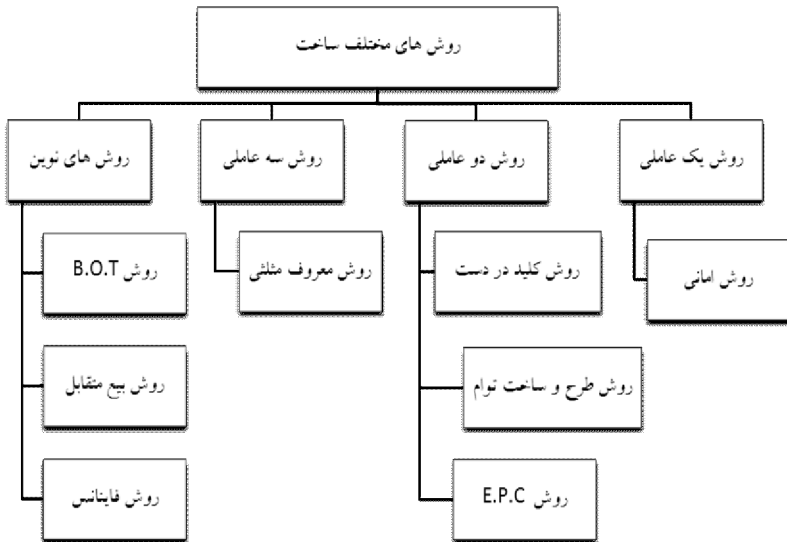 روش های مختلف ساخت
روش یک عاملی
روش دو عاملی
روش سه عاملی
روش های نوین
روش امانی
روش کلید در دست
روش طرح و ساخت توام
روش E.P.C
روش معروف مثلثی
روش B.O.T
روش بیع متقابل
روش فاینانس